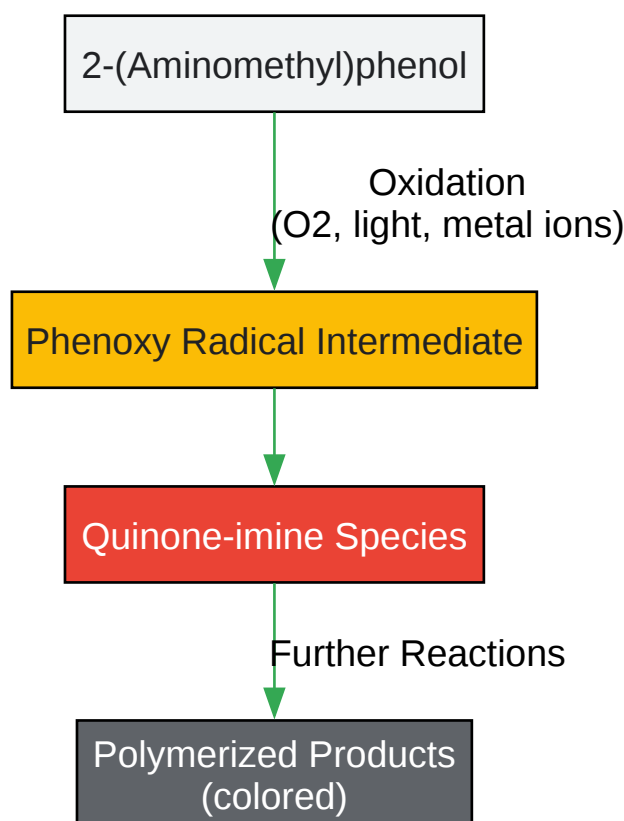 2-(Aminomethyl)phenol
Oxidation
(O2, light, metal ions)
Phenoxy Radical Intermediate
Quinone-imine Species
Further Reactions
Polymerized Products
(colored)